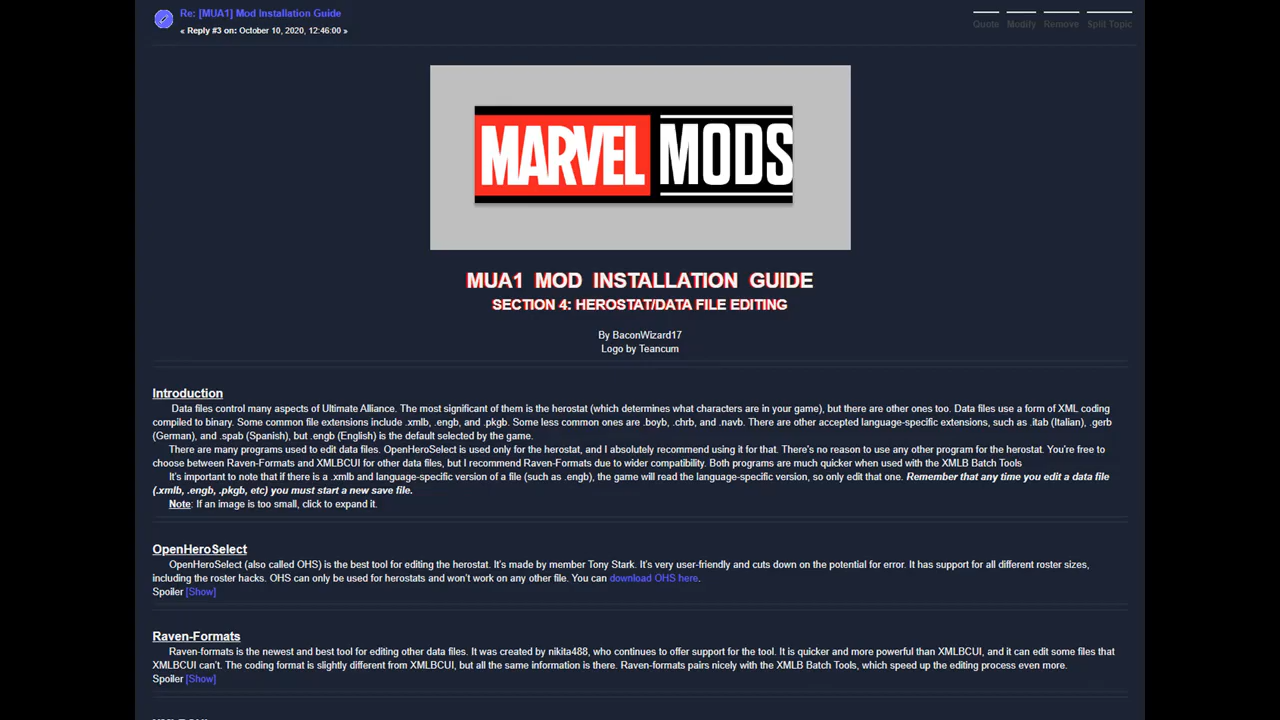 Re: [MUA1] Mod Installation Guide
« Reply #3 on: October 10, 2020, 12:46:00 »
Quote Modify Remove Split Topic
MARVEL MODS
MUA1 MOD INSTALLATION GUIDE
SECTION 4: HEROSTAT/DATA FILE EDITING
By BaconWizard17
Logo by Teancum
Introduction
Data files control many aspects of Ultimate Alliance. The most significant of them is the herostat (which determines what characters are in your game), but there are other ones too. Data files use a form of XML coding
compiled to binary. Some common file extensions include .xmlb, .engb, and .pkgb. Some less common ones are .boyb, .chrb, and .navb. There are other accepted language-specific extensions, such as .itab (Italian), .gerb
(German), and .spab (Spanish), but .engb (English) is the default selected by the game.
There are many programs used to edit data files. OpenHeroSelect is used only for the herostat, and I absolutely recommend using it for that. There's no reason to use any other program for the herostat. You're free to
choose between Raven-Formats and XMLBCUI for other data files, but I recommend Raven-Formats due to wider compatibility. Both programs are much quicker when used with the XMLB Batch Tools
It's important to note that if there is a .xmlb and language-specific version of a file (such as .engb), the game will read the language-specific version, so only edit that one. Remember that any time you edit a data file
(.xmlb, .engb, .pkgb, etc) you must start a new save file.
Note: If an image is too small, click to expand it.
OpenHeroSelect
OpenHeroSelect (also called OHS) is the best tool for editing the herostat. It's made by member Tony Stark. It's very user-friendly and cuts down on the potential for error. It has support for all different roster sizes,
including the roster hacks. OHS can only be used for herostats and won't work on any other file. You can download OHS here.
Spoiler [Show]
Raven-Formats
Raven-formats is the newest and best tool for editing other data files. It was created by nikita488, who continues to offer support for the tool. It is quicker and more powerful than XMLBCUI, and it can edit some files that
XMLBCUI can't. The coding format is slightly different from XMLBCUI, but all the same information is there. Raven-formats pairs nicely with the XMLB Batch Tools, which speed up the editing process even more.
Spoiler [Show]